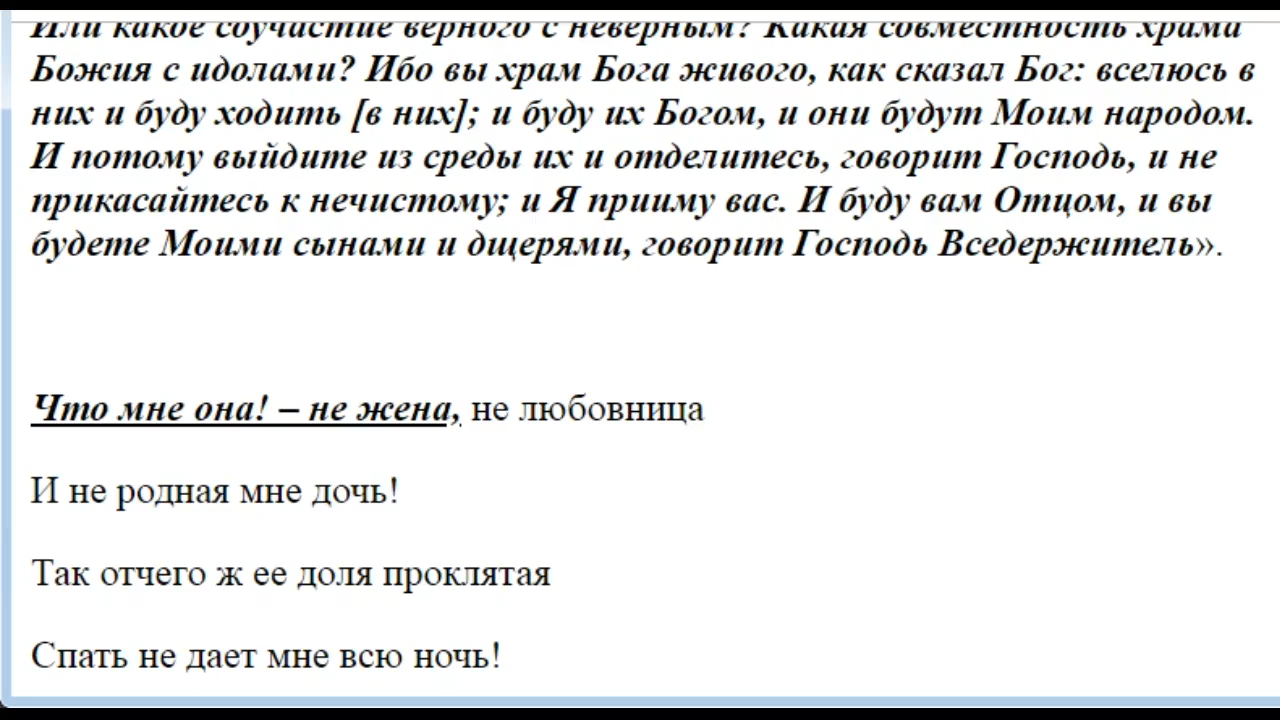 Или какое соучастие верного с неверным? Какая совместность храма
Божия с идолами? Ибо вы храм Бога живого, как сказал Бог: вселюсь в
них и буду ходить [в них]; и буду их Богом, и они будут Моим народом.
И потому выйдите из среды их и отделитесь, говорит Господь, и не
прикасайтесь к нечистому; и Я прииму вас. И буду вам Отцом, и вы
будете Моими сынами и дщерями, говорит Господь Вседержитель».
Что мне она! – не жена, не любовница
И не родная мне дочь!
Так отчего ж ее доля проклятая
Спать не дает мне всю ночь!